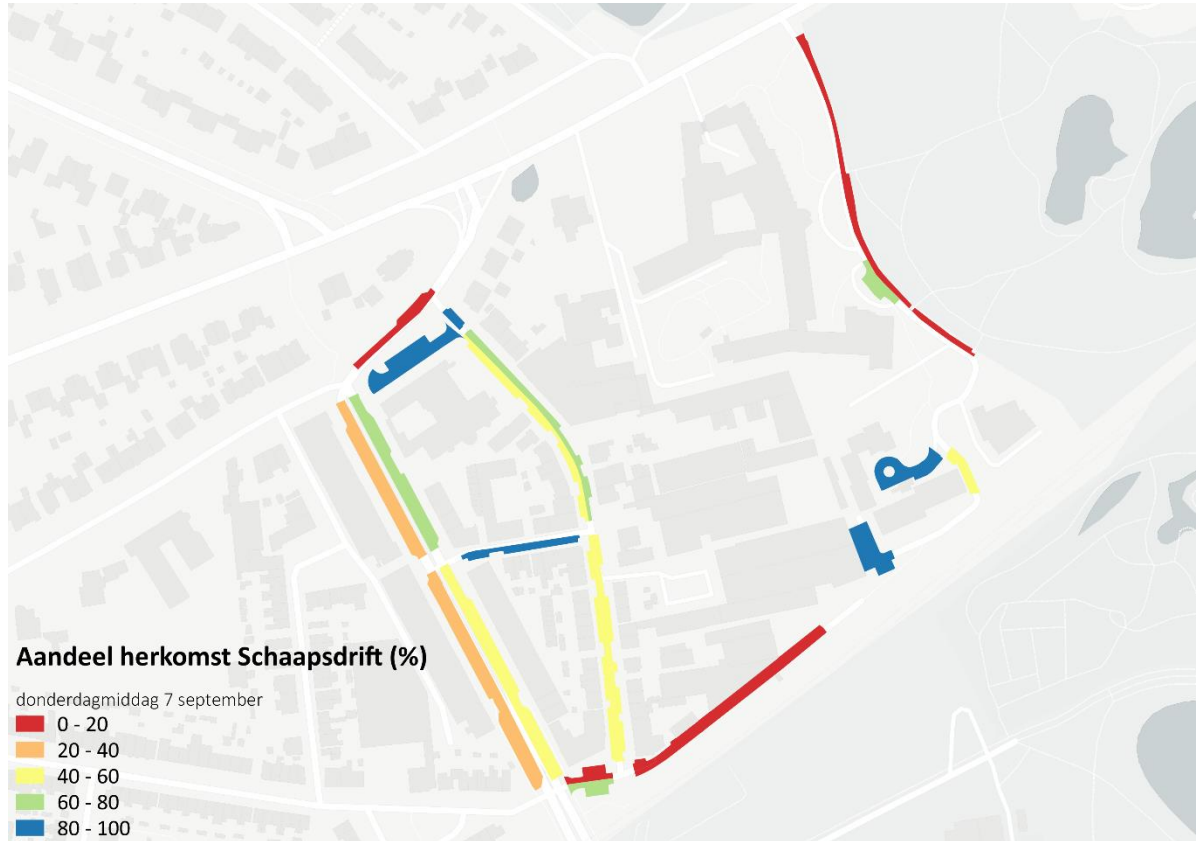 Aandeel herkomst Schaapsdrift (%)
donderdagmiddag 7 september
0 - 20
20 - 40
40 - 60
60 - 80
80 - 100